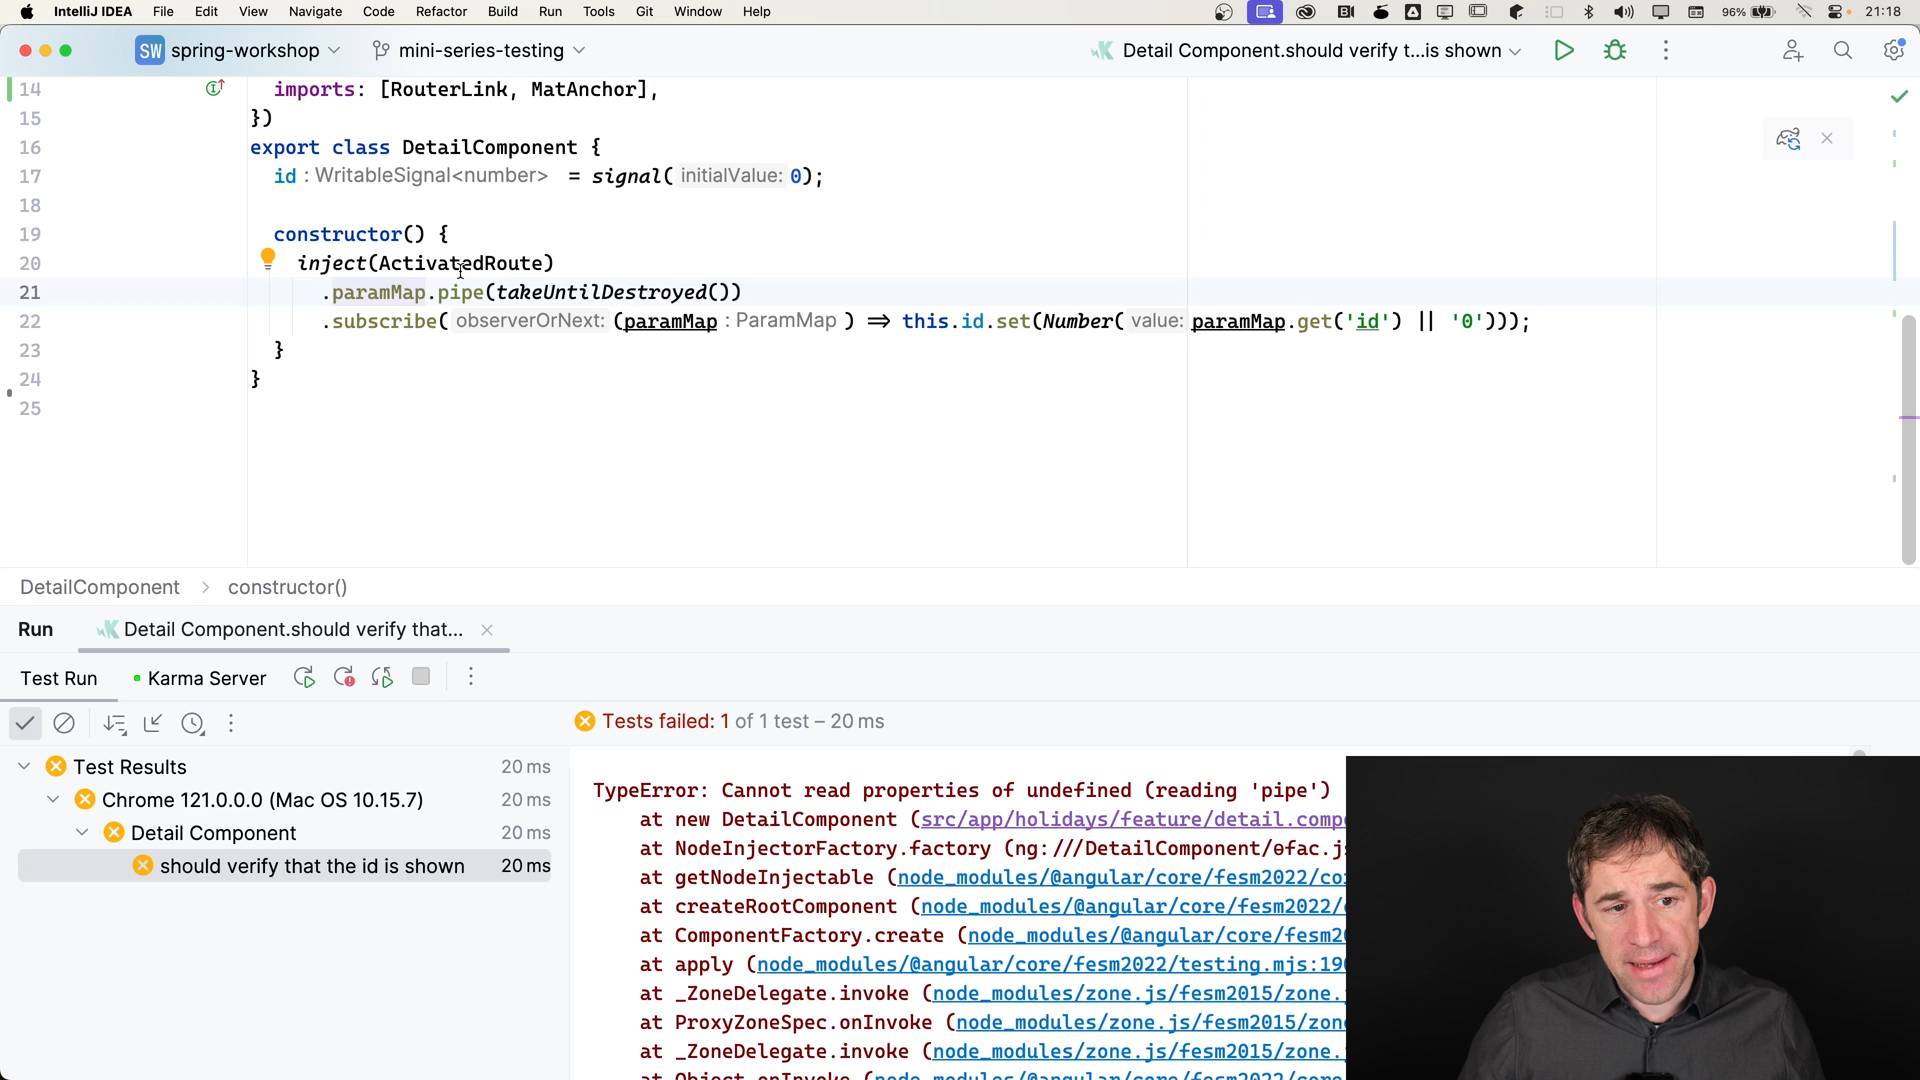 IntelliJ IDEA File Edit View Navigate Code Refactor Build Run Tools Git Window Help 96% 21:18
SW spring-workshop mini-series-testing Detail Component.should verify t...is shown
14 imports: [RouterLink, MatAnchor],
15 })
16 export class DetailComponent {
17 id : WritableSignal<number> = signal( initialValue: 0);
18
19 constructor() {
20 inject(ActivatedRoute)
21 .paramMap.pipe(takeUntilDestroyed())
22 .subscribe( observerOrNext: (paramMap : ParamMap ) => this.id.set(Number( value: paramMap.get('id') || '0')));
23 }
24 }
25
DetailComponent > constructor()
Run Detail Component.should verify that...
Test Run Karma Server
Tests failed: 1 of 1 test – 20 ms
Test Results 20 ms
Chrome 121.0.0.0 (Mac OS 10.15.7) 20 ms
Detail Component 20 ms
should verify that the id is shown 20 ms
TypeError: Cannot read properties of undefined (reading 'pipe')
at new DetailComponent (src/app/holidays/feature/detail.comp
at NodeInjectorFactory.factory (ng:///DetailComponent/ɵfac.j
at getNodeInjectable (node_modules/@angular/core/fesm2022/co
at createRootComponent (node_modules/@angular/core/fesm2022/
at ComponentFactory.create (node_modules/@angular/core/fesm2
at apply (node_modules/@angular/core/fesm2022/testing.mjs:19
at _ZoneDelegate.invoke (node_modules/zone.js/fesm2015/zone.
at ProxyZoneSpec.onInvoke (node_modules/zone.js/fesm2015/zon
at _ZoneDelegate.invoke (node_modules/zone.js/fesm2015/zone.
at Object.onInvoke (node_modules/@angular/core/fesm2022/core